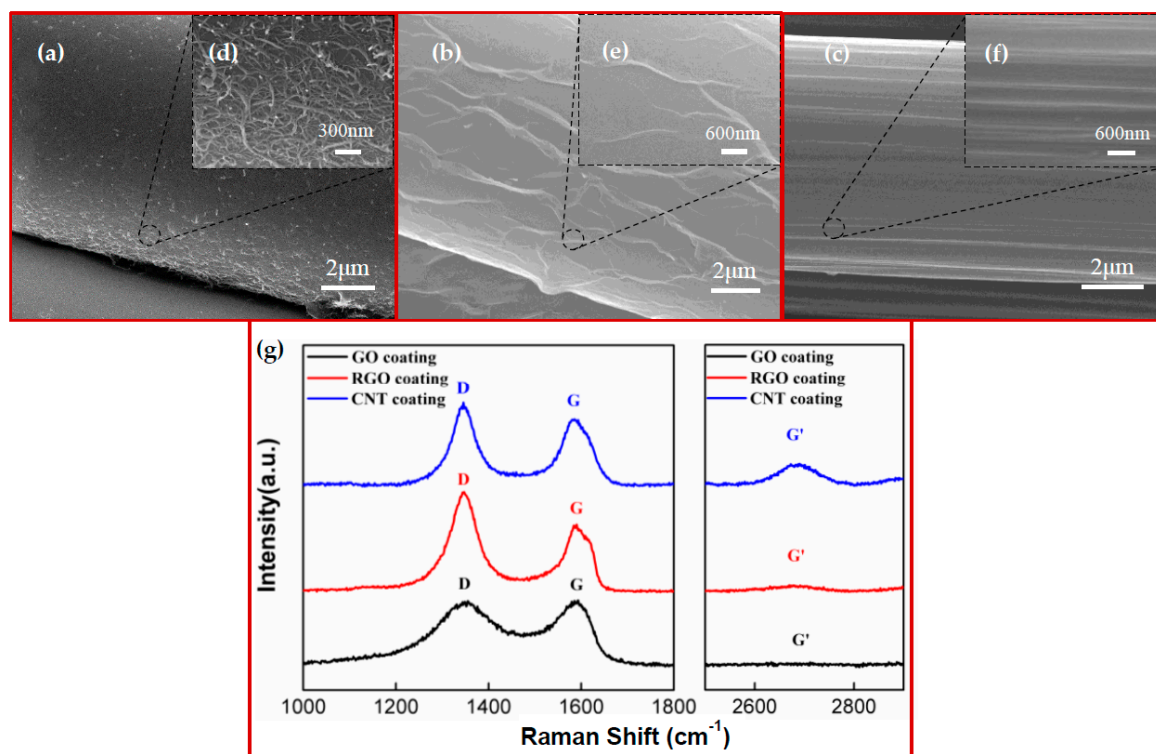 (a)
(d)
300nm
2μm
(b)
(e)
600nm
2μm
(c)
(f)
600nm
2μm
(g)
GO coating
RGO coating
CNT coating
D
G
D
G
D
G
GO coating
RGO coating
CNT coating
G'
G'
G'
Intensity(a.u.)
1000 1200 1400 1600 1800 2600 2800
Raman Shift (cm⁻¹)